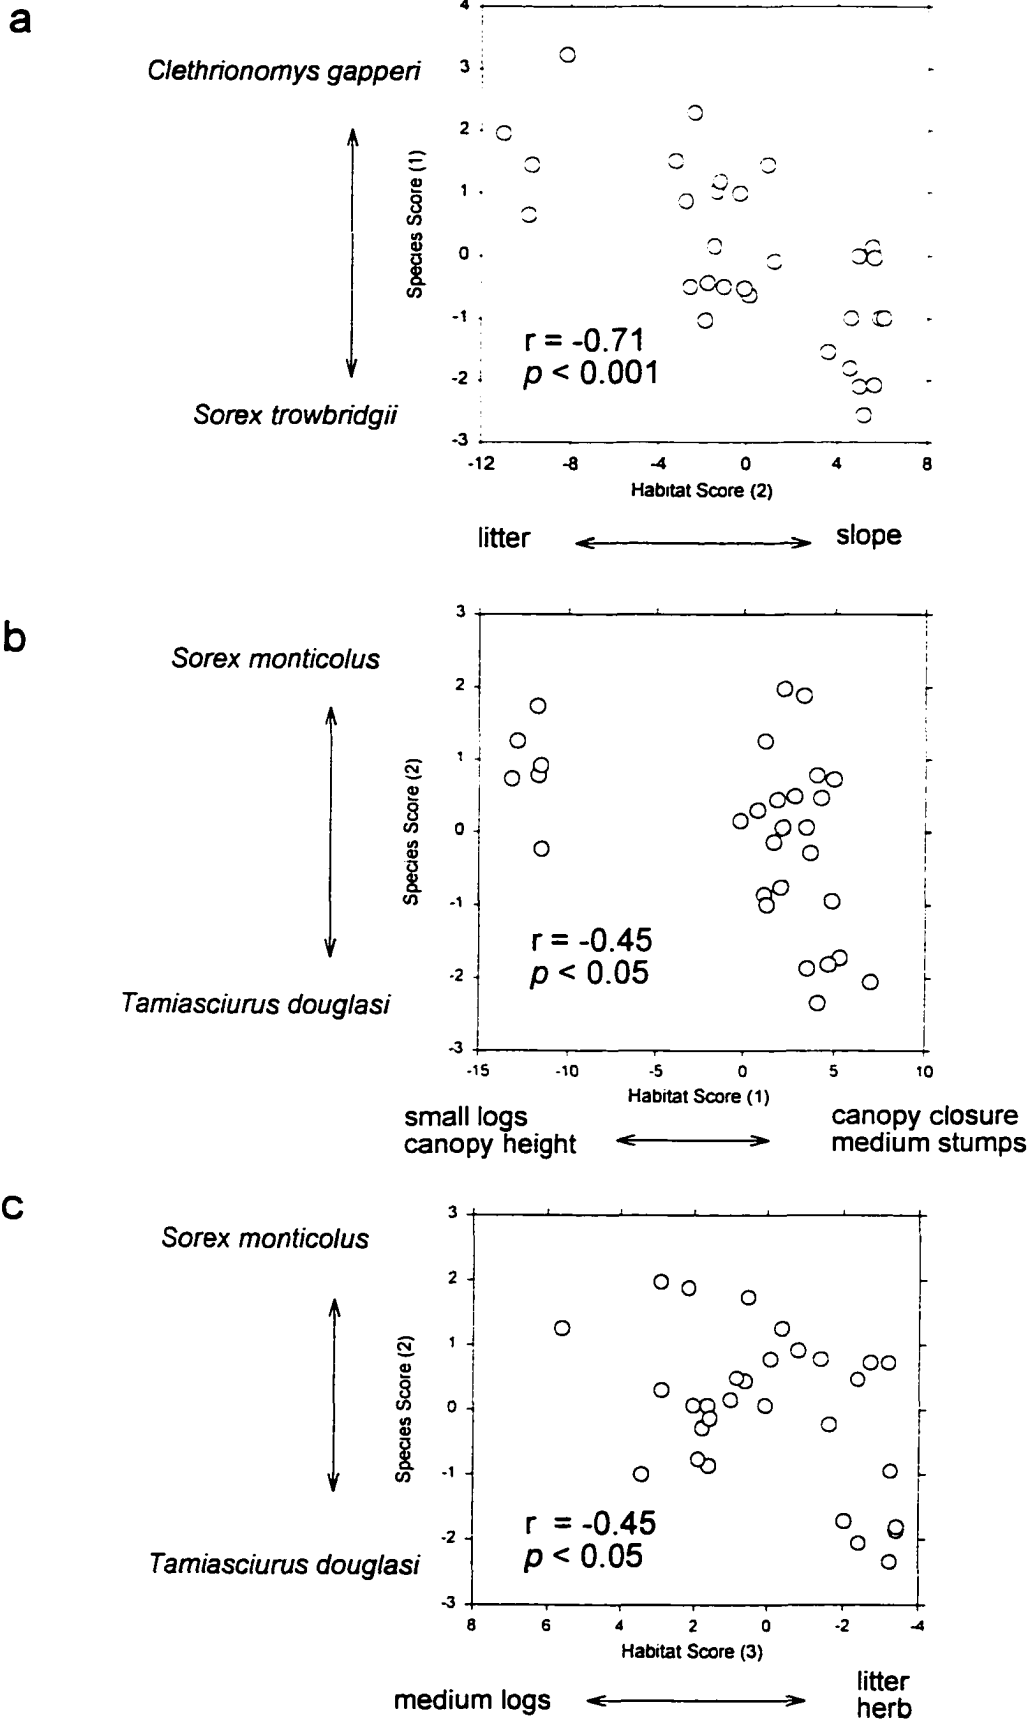 a
Clethrionomys gapperi
Sorex trowbridgii
Species Score (1)
4
3
2
1
0
-1
-2
-3
r = -0.71
p < 0.001
-12 -8 -4 0 4 8
Habitat Score (2)
litter slope
b
Sorex monticolus
Tamiasciurus douglasi
Species Score (2)
3
2
1
0
-1
-2
-3
r = -0.45
p < 0.05
-15 -10 -5 0 5 10
Habitat Score (1)
small logs canopy closure
canopy height medium stumps
c
Sorex monticolus
Tamiasciurus douglasi
Species Score (2)
3
2
1
0
-1
-2
-3
r = -0.45
p < 0.05
8 6 4 2 0 -2 -4
Habitat Score (3)
medium logs
litter
herb